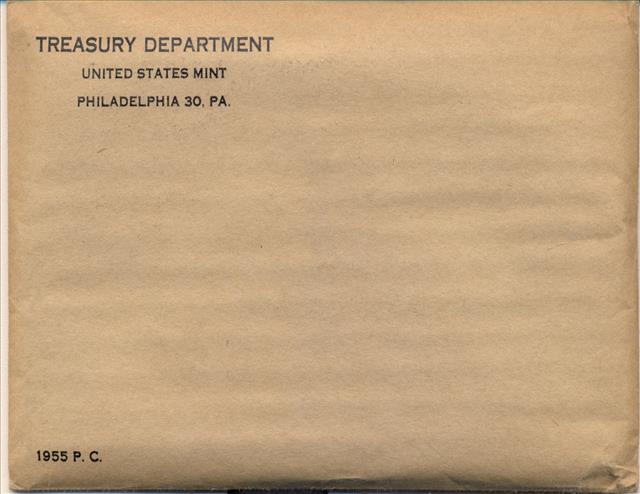 TREASURY DEPARTMENT
UNITED STATES MINT
PHILADELPHIA 30, PA.
1955 P. C.